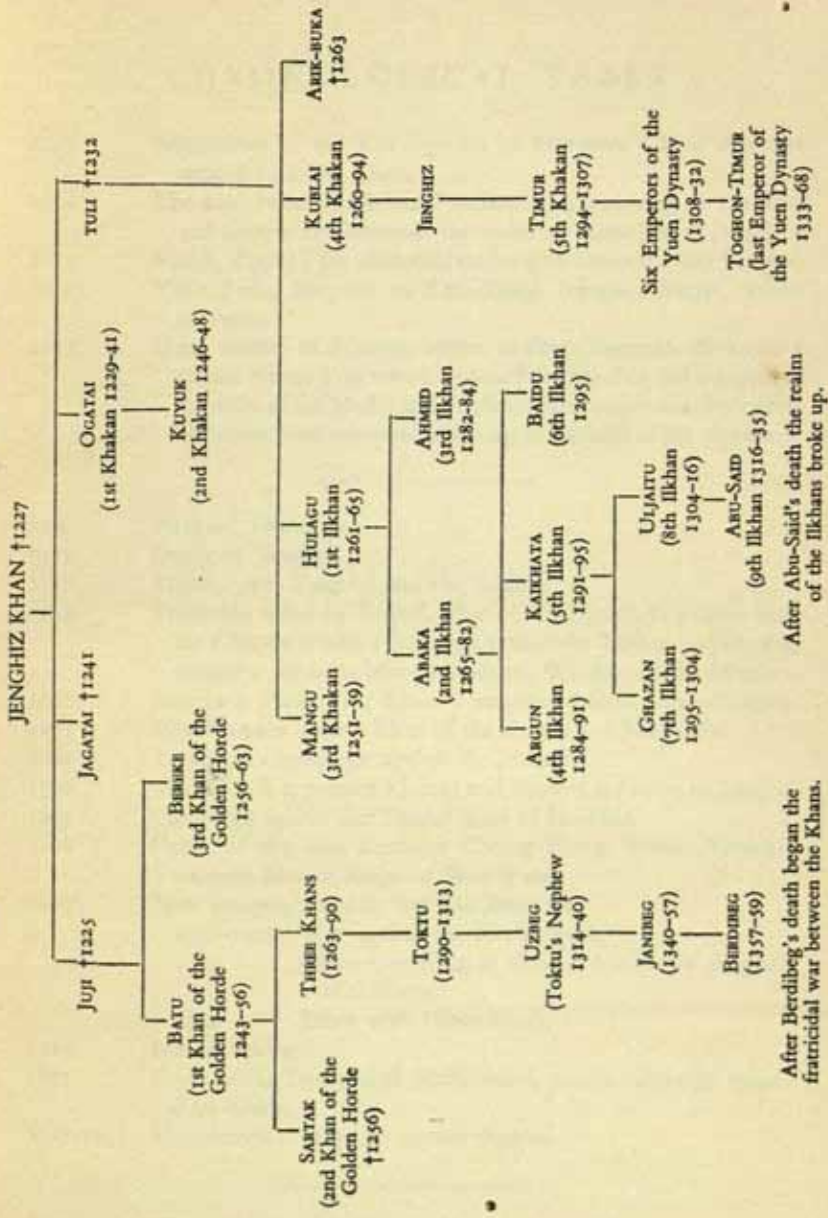 JENGHIZ KHAN †1227
JUJI †1225
JAGATAI †1241
OGATAI
(1st Khakan 1229–41)
TULI †1232
BATU
(1st Khan of the
Golden Horde
1243–56)
BEREKE
(3rd Khan of the
Golden Horde
1256–63)
KUYUK
(2nd Khakan 1246–48)
SARTAK
(2nd Khan of the
Golden Horde
†1256)
THREE KHANS
(1263–90)
MANGU
(3rd Khakan
1251–59)
HULAGU
(1st Ilkhan
1261–65)
KUBLAI
(4th Khakan
1260–94)
ARIK-BUKA
†1263
TOKTU
(1290–1313)
ABAKA
(2nd Ilkhan
1265–82)
AHMED
(3rd Ilkhan
1282–84)
JENGHIZ
UZBEG
(Toktu's Nephew
1314–40)
ARGUN
(4th Ilkhan
1284–91)
KAIKHATA
(5th Ilkhan
1291–95)
BAIDU
(6th Ilkhan
1295)
TIMUR
(5th Khakan
1294–1307)
JANIBEG
(1340–57)
GHAZAN
(7th Ilkhan
1295–1304)
ULJAITU
(8th Ilkhan
1304–16)
Six Emperors of the
Yuen Dynasty
(1308–32)
BERDIBEG
(1357–59)
ABU-SAID
(9th Ilkhan 1316–35)
TOGHON-TIMUR
(last Emperor of
the Yuen Dynasty
1333–68)
After Berdibeg's death began the
fratricidal war between the Khans.
After Abu-Said's death the realm
of the Ilkhans broke up.